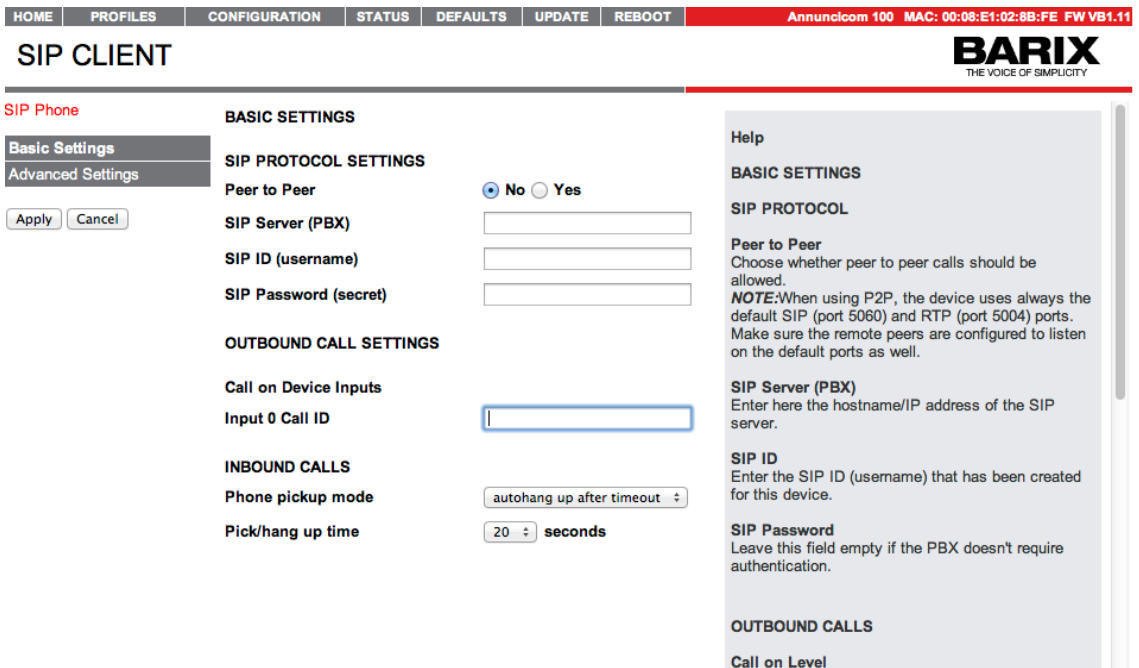 HOME PROFILES CONFIGURATION STATUS DEFAULTS UPDATE REBOOT Annuncicom 100 MAC: 00:08:E1:02:8B:FE FW VB1.11
SIP CLIENT
BARIX
THE VOICE OF SIMPLICITY
SIP Phone
Basic Settings
Advanced Settings
Apply Cancel
BASIC SETTINGS
SIP PROTOCOL SETTINGS
Peer to Peer No Yes
SIP Server (PBX)
SIP ID (username)
SIP Password (secret)
OUTBOUND CALL SETTINGS
Call on Device Inputs
Input 0 Call ID
INBOUND CALLS
Phone pickup mode autohang up after timeout
Pick/hang up time 20 seconds
Help
BASIC SETTINGS
SIP PROTOCOL
Peer to Peer
Choose whether peer to peer calls should be
allowed.
NOTE:When using P2P, the device uses always the
default SIP (port 5060) and RTP (port 5004) ports.
Make sure the remote peers are configured to listen
on the default ports as well.
SIP Server (PBX)
Enter here the hostname/IP address of the SIP
server.
SIP ID
Enter the SIP ID (username) that has been created
for this device.
SIP Password
Leave this field empty if the PBX doesn't require
authentication.
OUTBOUND CALLS
Call on Level